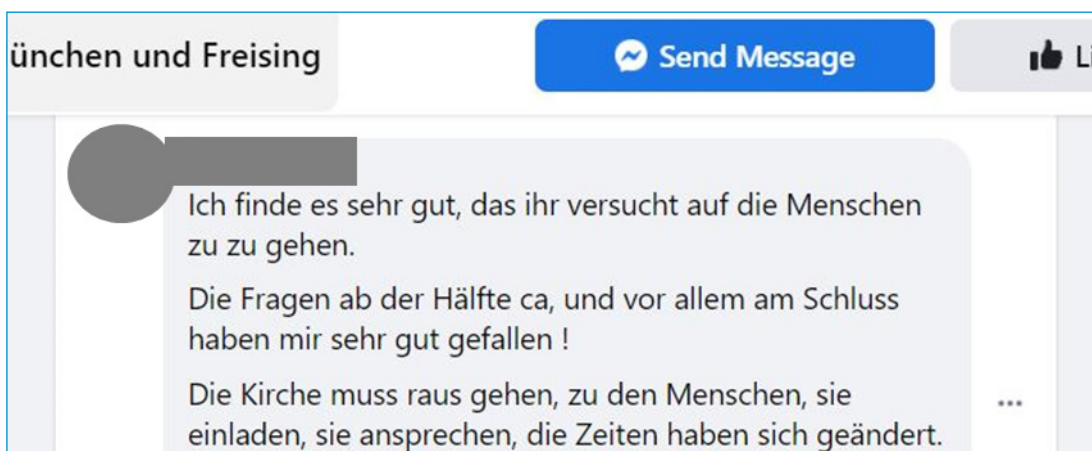 ünchen und Freising
Send Message
Li
Ich finde es sehr gut, das ihr versucht auf die Menschen
zu zu gehen.
Die Fragen ab der Hälfte ca, und vor allem am Schluss
haben mir sehr gut gefallen !
Die Kirche muss raus gehen, zu den Menschen, sie
einladen, sie ansprechen, die Zeiten haben sich geändert.